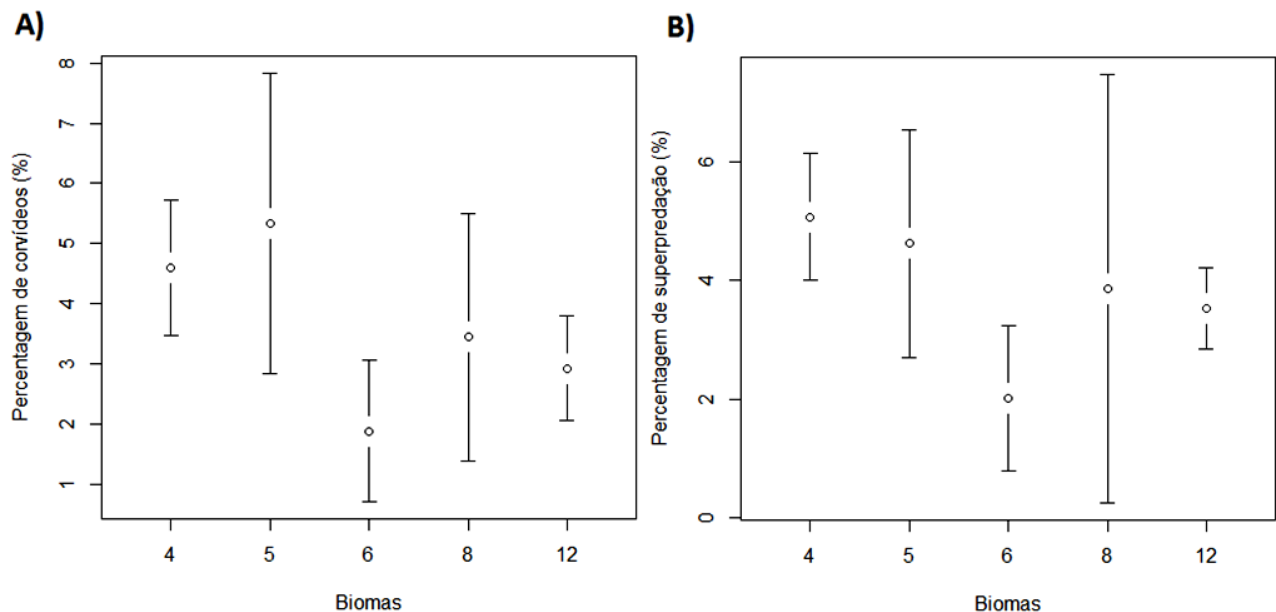 A)
Percentagem de corvídeos (%)
8
7
6
5
4
3
2
1
4 5 6 8 12
Biomas
B)
Percentagem de superpredação (%)
6
4
2
0
4 5 6 8 12
Biomas